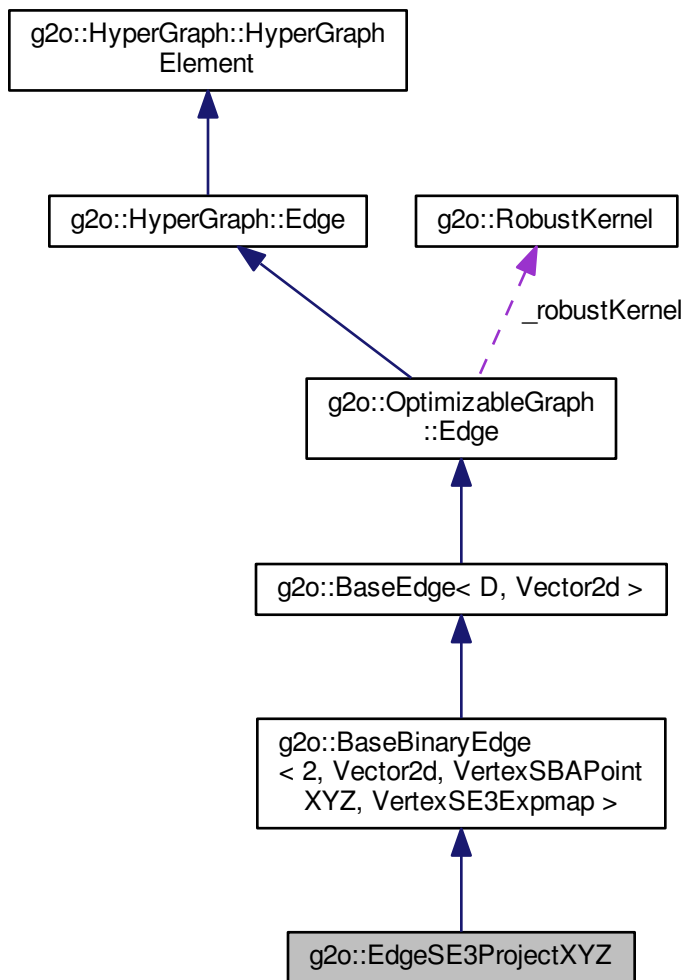 g2o::HyperGraph::HyperGraph
Element
g2o::HyperGraph::Edge
g2o::RobustKernel
_robustKernel
g2o::OptimizableGraph
::Edge
g2o::BaseEdge< D, Vector2d >
g2o::BaseBinaryEdge
< 2, Vector2d, VertexSBAPoint
XYZ, VertexSE3Expmap >
g2o::EdgeSE3ProjectXYZ